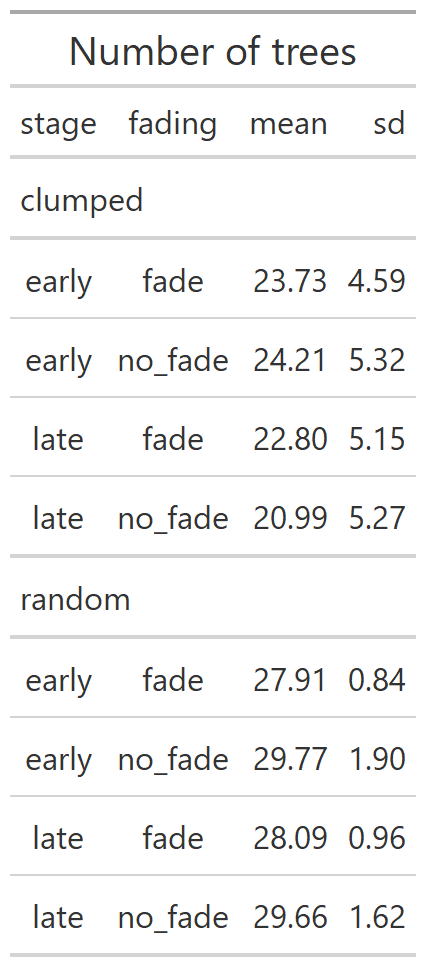 Number of trees
stage fading mean sd
clumped
early fade 23.73 4.59
early no_fade 24.21 5.32
late fade 22.80 5.15
late no_fade 20.99 5.27
random
early fade 27.91 0.84
early no_fade 29.77 1.90
late fade 28.09 0.96
late no_fade 29.66 1.62